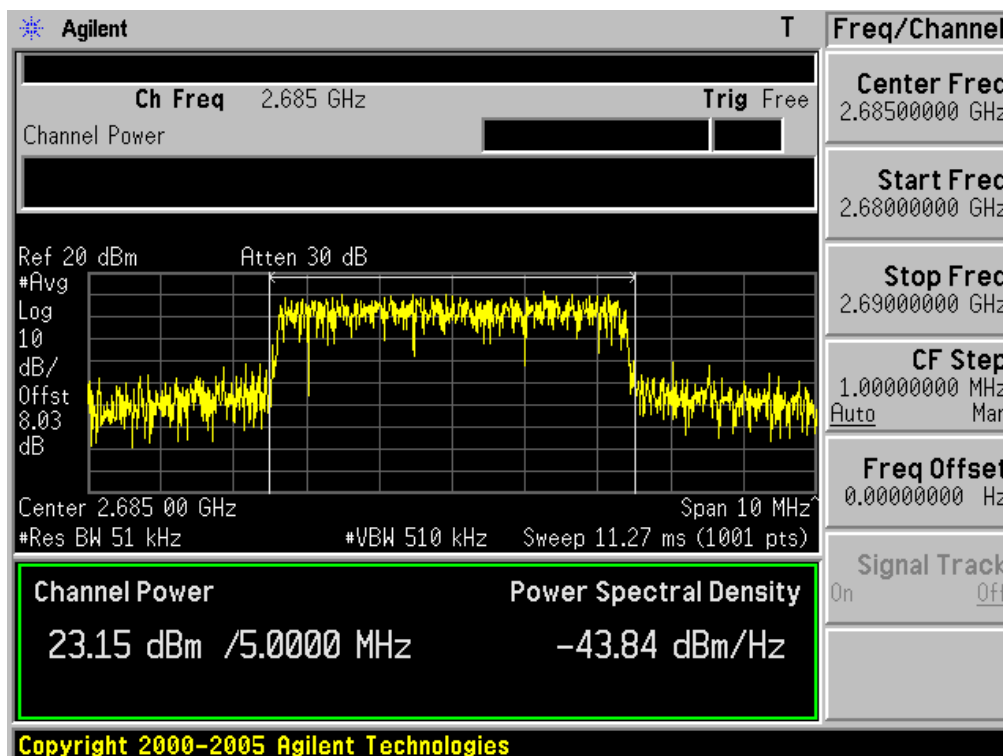 Agilent
T
Freq/Channel
Ch Freq 2.685 GHz
Trig Free
Channel Power
Ref 20 dBm
Atten 30 dB
#Avg
Log
10
dB/
Offst
8.03
dB
Center 2.685 00 GHz
Span 10 MHz^
#Res BW 51 kHz
#VBW 510 kHz
Sweep 11.27 ms (1001 pts)
Channel Power
Power Spectral Density
23.15 dBm /5.0000 MHz
-43.84 dBm/Hz
Copyright 2000-2005 Agilent Technologies
Center Freq
2.68500000 GHz
Start Freq
2.68000000 GHz
Stop Freq
2.69000000 GHz
CF Step
1.00000000 MHz
Auto Man
Freq Offset
0.00000000 Hz
Signal Track
On Off